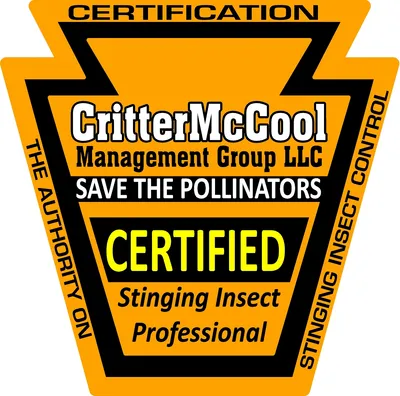 CERTIFICATION
CritterMcCool
Management Group LLC
SAVE THE POLLINATORS
CERTIFIED
Stinging Insect
Professional
THE AUTHORITY ON
STINGING INSECT CONTROL